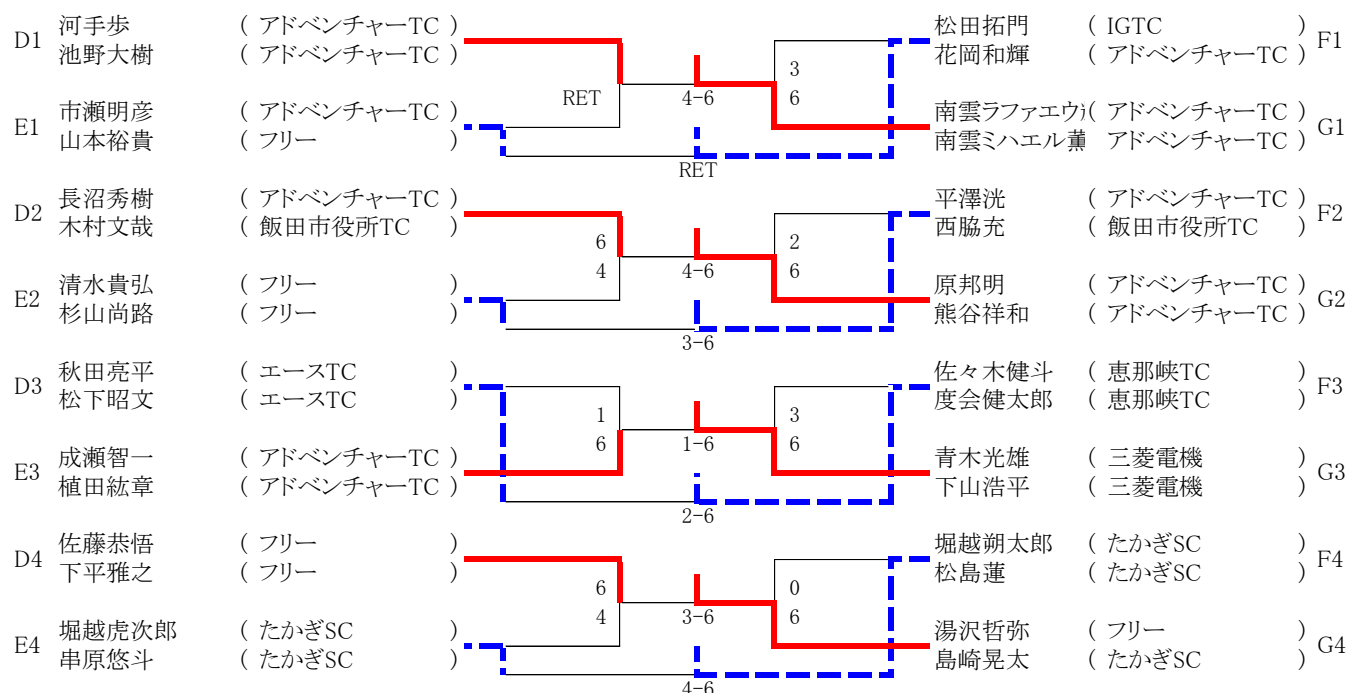 D1 河手歩 ( アドベンチャーTC )
池野大樹 ( アドベンチャーTC )
RET
E1 市瀬明彦 ( アドベンチャーTC )
山本裕貴 ( フリー )
4-6
RET
松田拓門 ( IGTC ) F1
花岡和輝 ( アドベンチャーTC )
3
6
南雲ラファエウ ( アドベンチャーTC ) G1
南雲ミハエル薫 アドベンチャーTC )
D2 長沼秀樹 ( アドベンチャーTC )
木村文哉 ( 飯田市役所TC )
6
4
E2 清水貴弘 ( フリー )
杉山尚路 ( フリー )
4-6
3-6
平澤洸 ( アドベンチャーTC ) F2
西脇充 ( 飯田市役所TC )
2
6
原邦明 ( アドベンチャーTC ) G2
熊谷祥和 ( アドベンチャーTC )
D3 秋田亮平 ( エースTC )
松下昭文 ( エースTC )
1
6
E3 成瀬智一 ( アドベンチャーTC )
植田紘章 ( アドベンチャーTC )
1-6
2-6
佐々木健斗 ( 恵那峡TC ) F3
度会健太郎 ( 恵那峡TC )
3
6
青木光雄 ( 三菱電機 ) G3
下山浩平 ( 三菱電機 )
D4 佐藤恭悟 ( フリー )
下平雅之 ( フリー )
6
4
E4 堀越虎次郎 ( たかぎSC )
串原悠斗 ( たかぎSC )
3-6
4-6
堀越朔太郎 ( たかぎSC ) F4
松島蓮 ( たかぎSC )
0
6
湯沢哲弥 ( フリー ) G4
島崎晃太 ( たかぎSC )